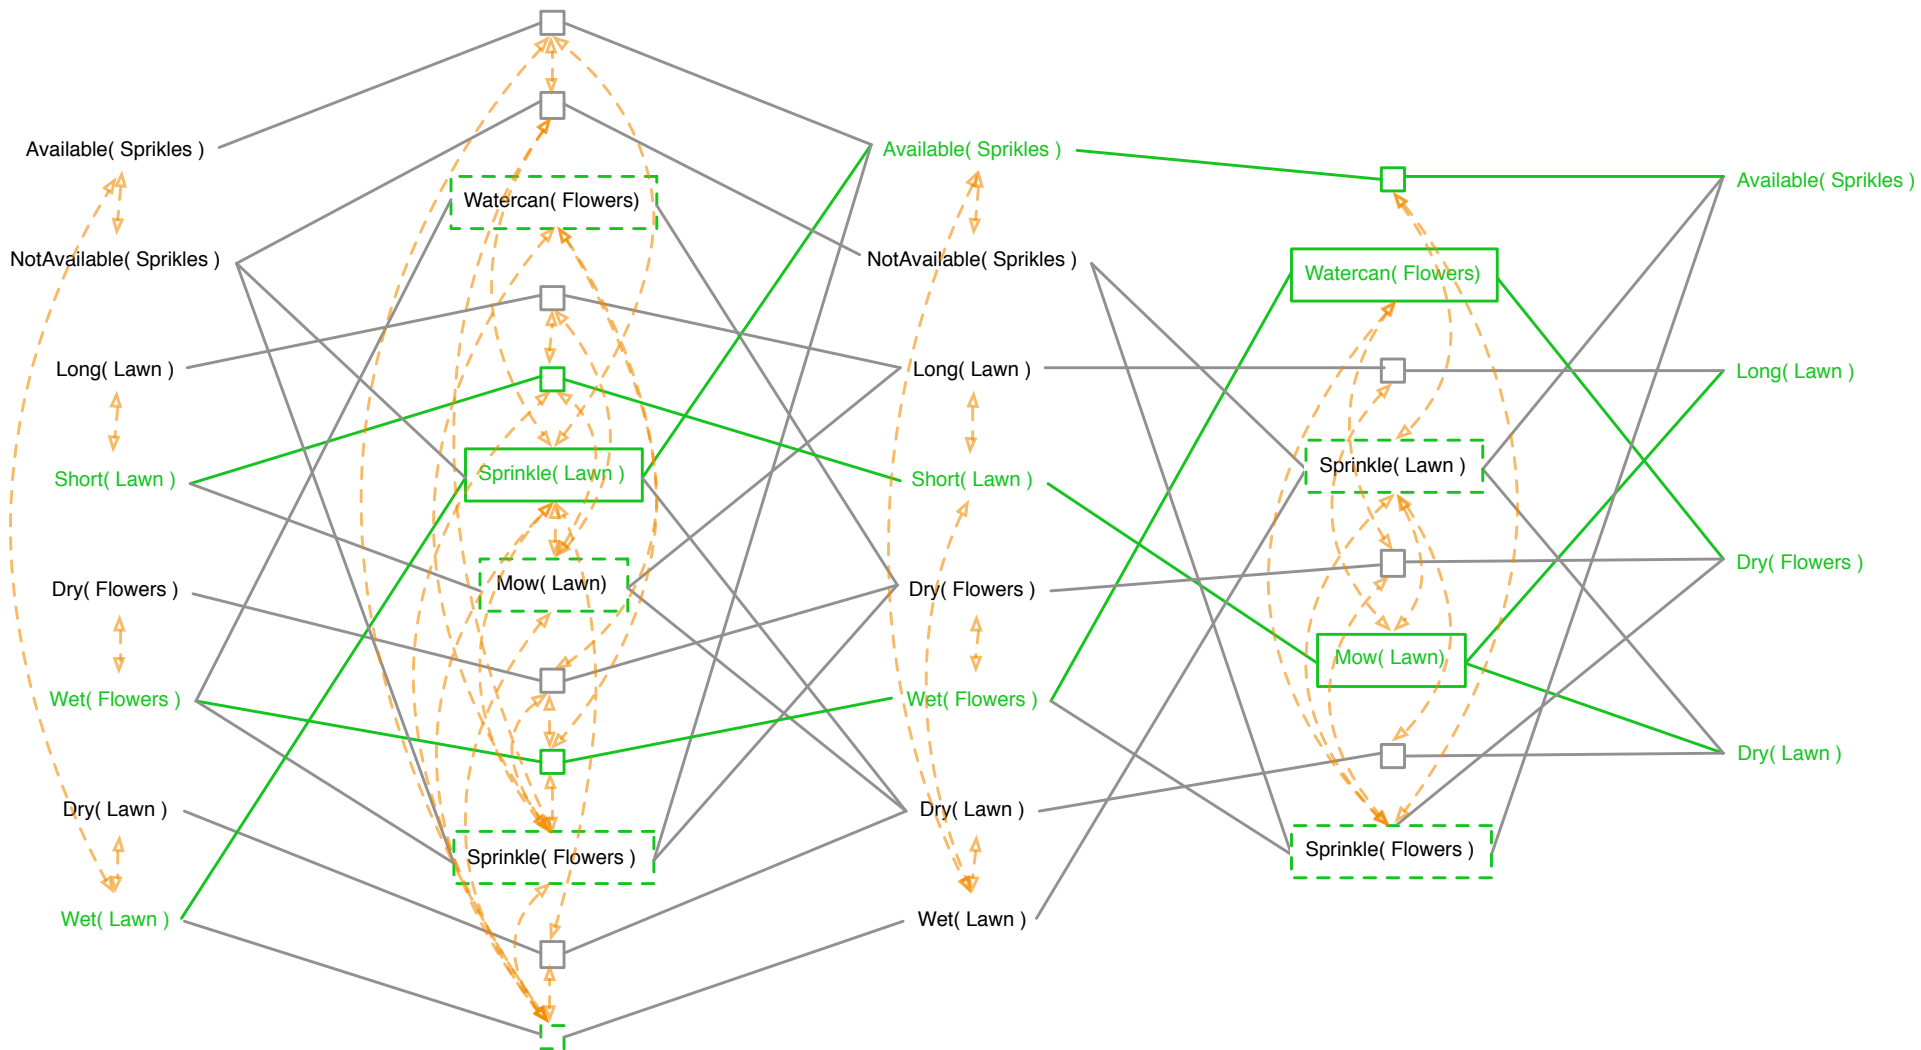 Available( Sprikles )
NotAvailable( Sprikles )
Long( Lawn )
Short( Lawn )
Dry( Flowers )
Wet( Flowers )
Dry( Lawn )
Wet( Lawn )
Watercan( Flowers)
Sprinkle( Lawn )
Mow( Lawn)
Sprinkle( Flowers )
Available( Sprikles )
NotAvailable( Sprikles )
Long( Lawn )
Short( Lawn )
Dry( Flowers )
Wet( Flowers )
Dry( Lawn )
Wet( Lawn )
Watercan( Flowers)
Sprinkle( Lawn )
Mow( Lawn)
Sprinkle( Flowers )
Available( Sprikles )
Long( Lawn )
Dry( Flowers )
Dry( Lawn )